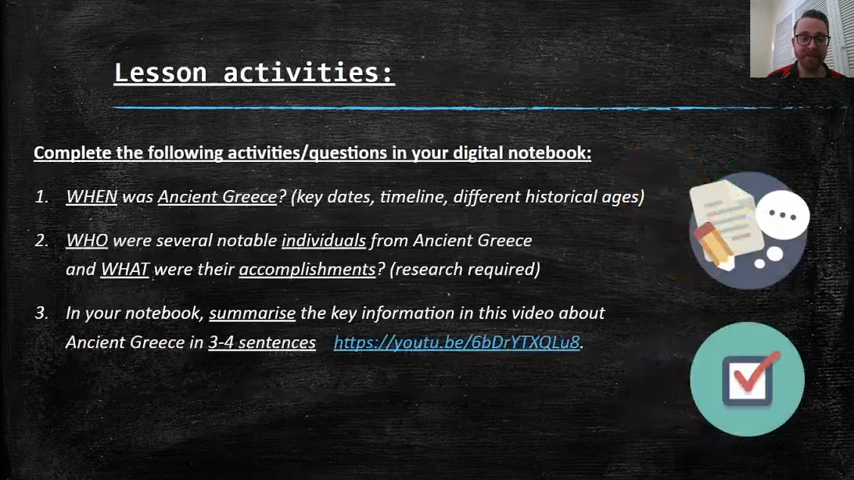 Lesson activities:
Complete the following activities/questions in your digital notebook:
1. WHEN was Ancient Greece? (key dates, timeline, different historical ages)
2. WHO were several notable individuals from Ancient Greece
and WHAT were their accomplishments? (research required)
3. In your notebook, summarise the key information in this video about
Ancient Greece in 3-4 sentences https://youtu.be/6bDrYTXQLu8.